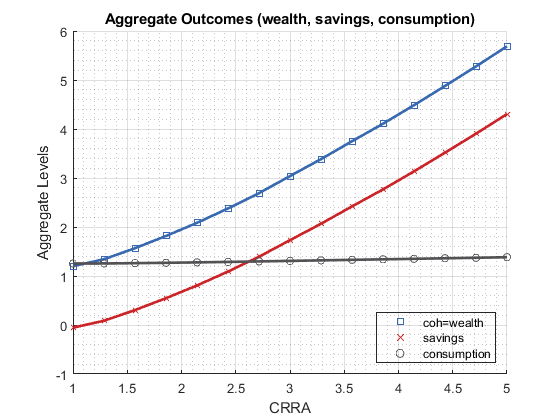 Aggregate Outcomes (wealth, savings, consumption)
Aggregate Levels
6
5
4
3
2
1
0
-1
1 1.5 2 2.5 3 3.5 4 4.5 5
CRRA
coh=wealth
savings
consumption